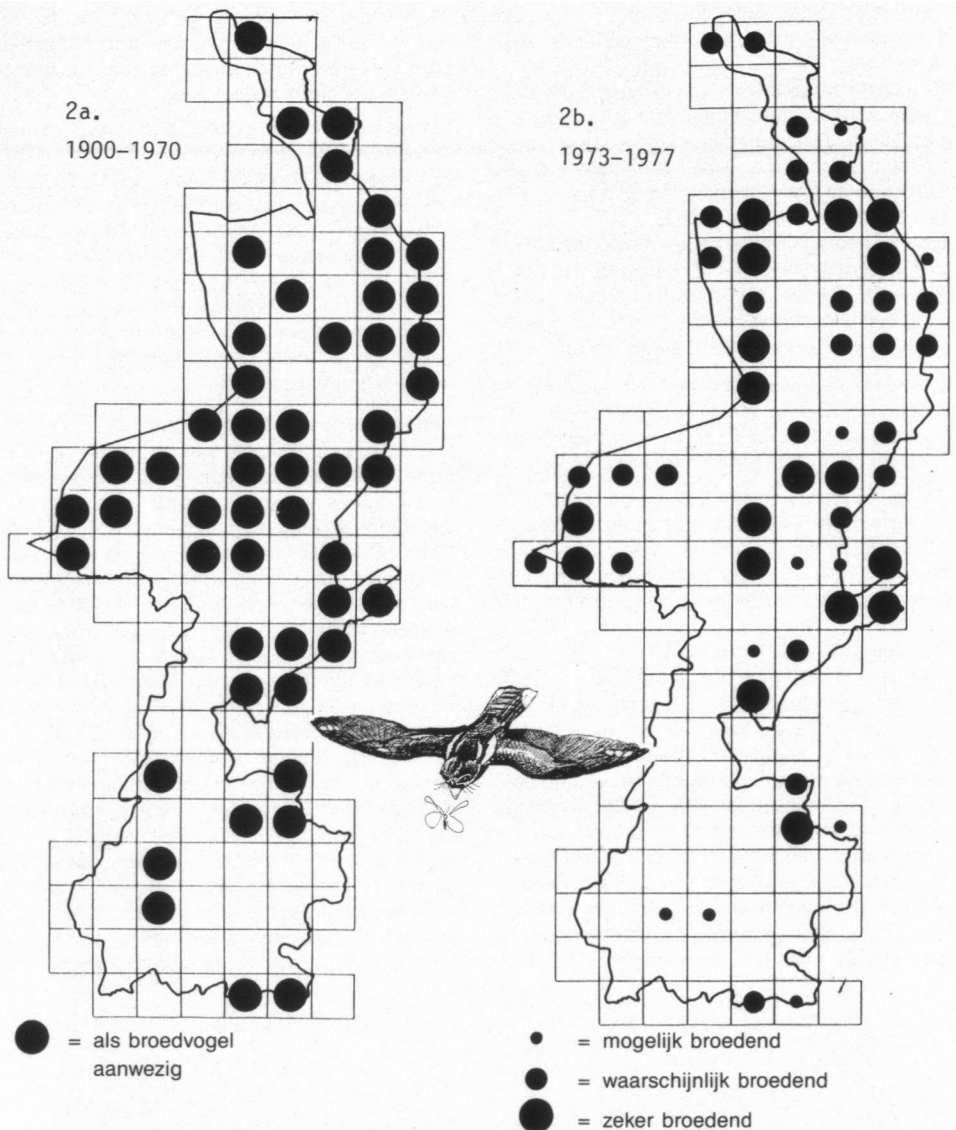 2a.
1900-1970
2b.
1973-1977
= als broedvogel
aanwezig
= mogelijk broedend
= waarschijnlijk broedend
= zeker broedend